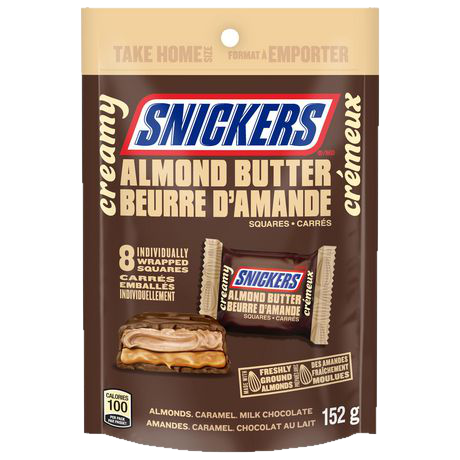 TAKE HOME SIZE FORMAT À EMPORTER
creamy
SNICKERS
®/MD
crémeux
ALMOND BUTTER
BEURRE D'AMANDE
SQUARES • CARRÉS
8 INDIVIDUALLY
WRAPPED
SQUARES
CARRÉS
EMBALLÉS
INDIVIDUELLEMENT
creamy
SNICKERS
crémeux
ALMOND BUTTER
BEURRE D'AMANDE
SQUARES • CARRÉS
MADE WITH
FRESHLY
GROUND
ALMONDS
DES AMANDES
FRAÎCHEMENT
MOULUES
CALORIES
100
ALMONDS. CARAMEL. MILK CHOCOLATE
AMANDES. CARAMEL. CHOCOLAT AU LAIT
152 g